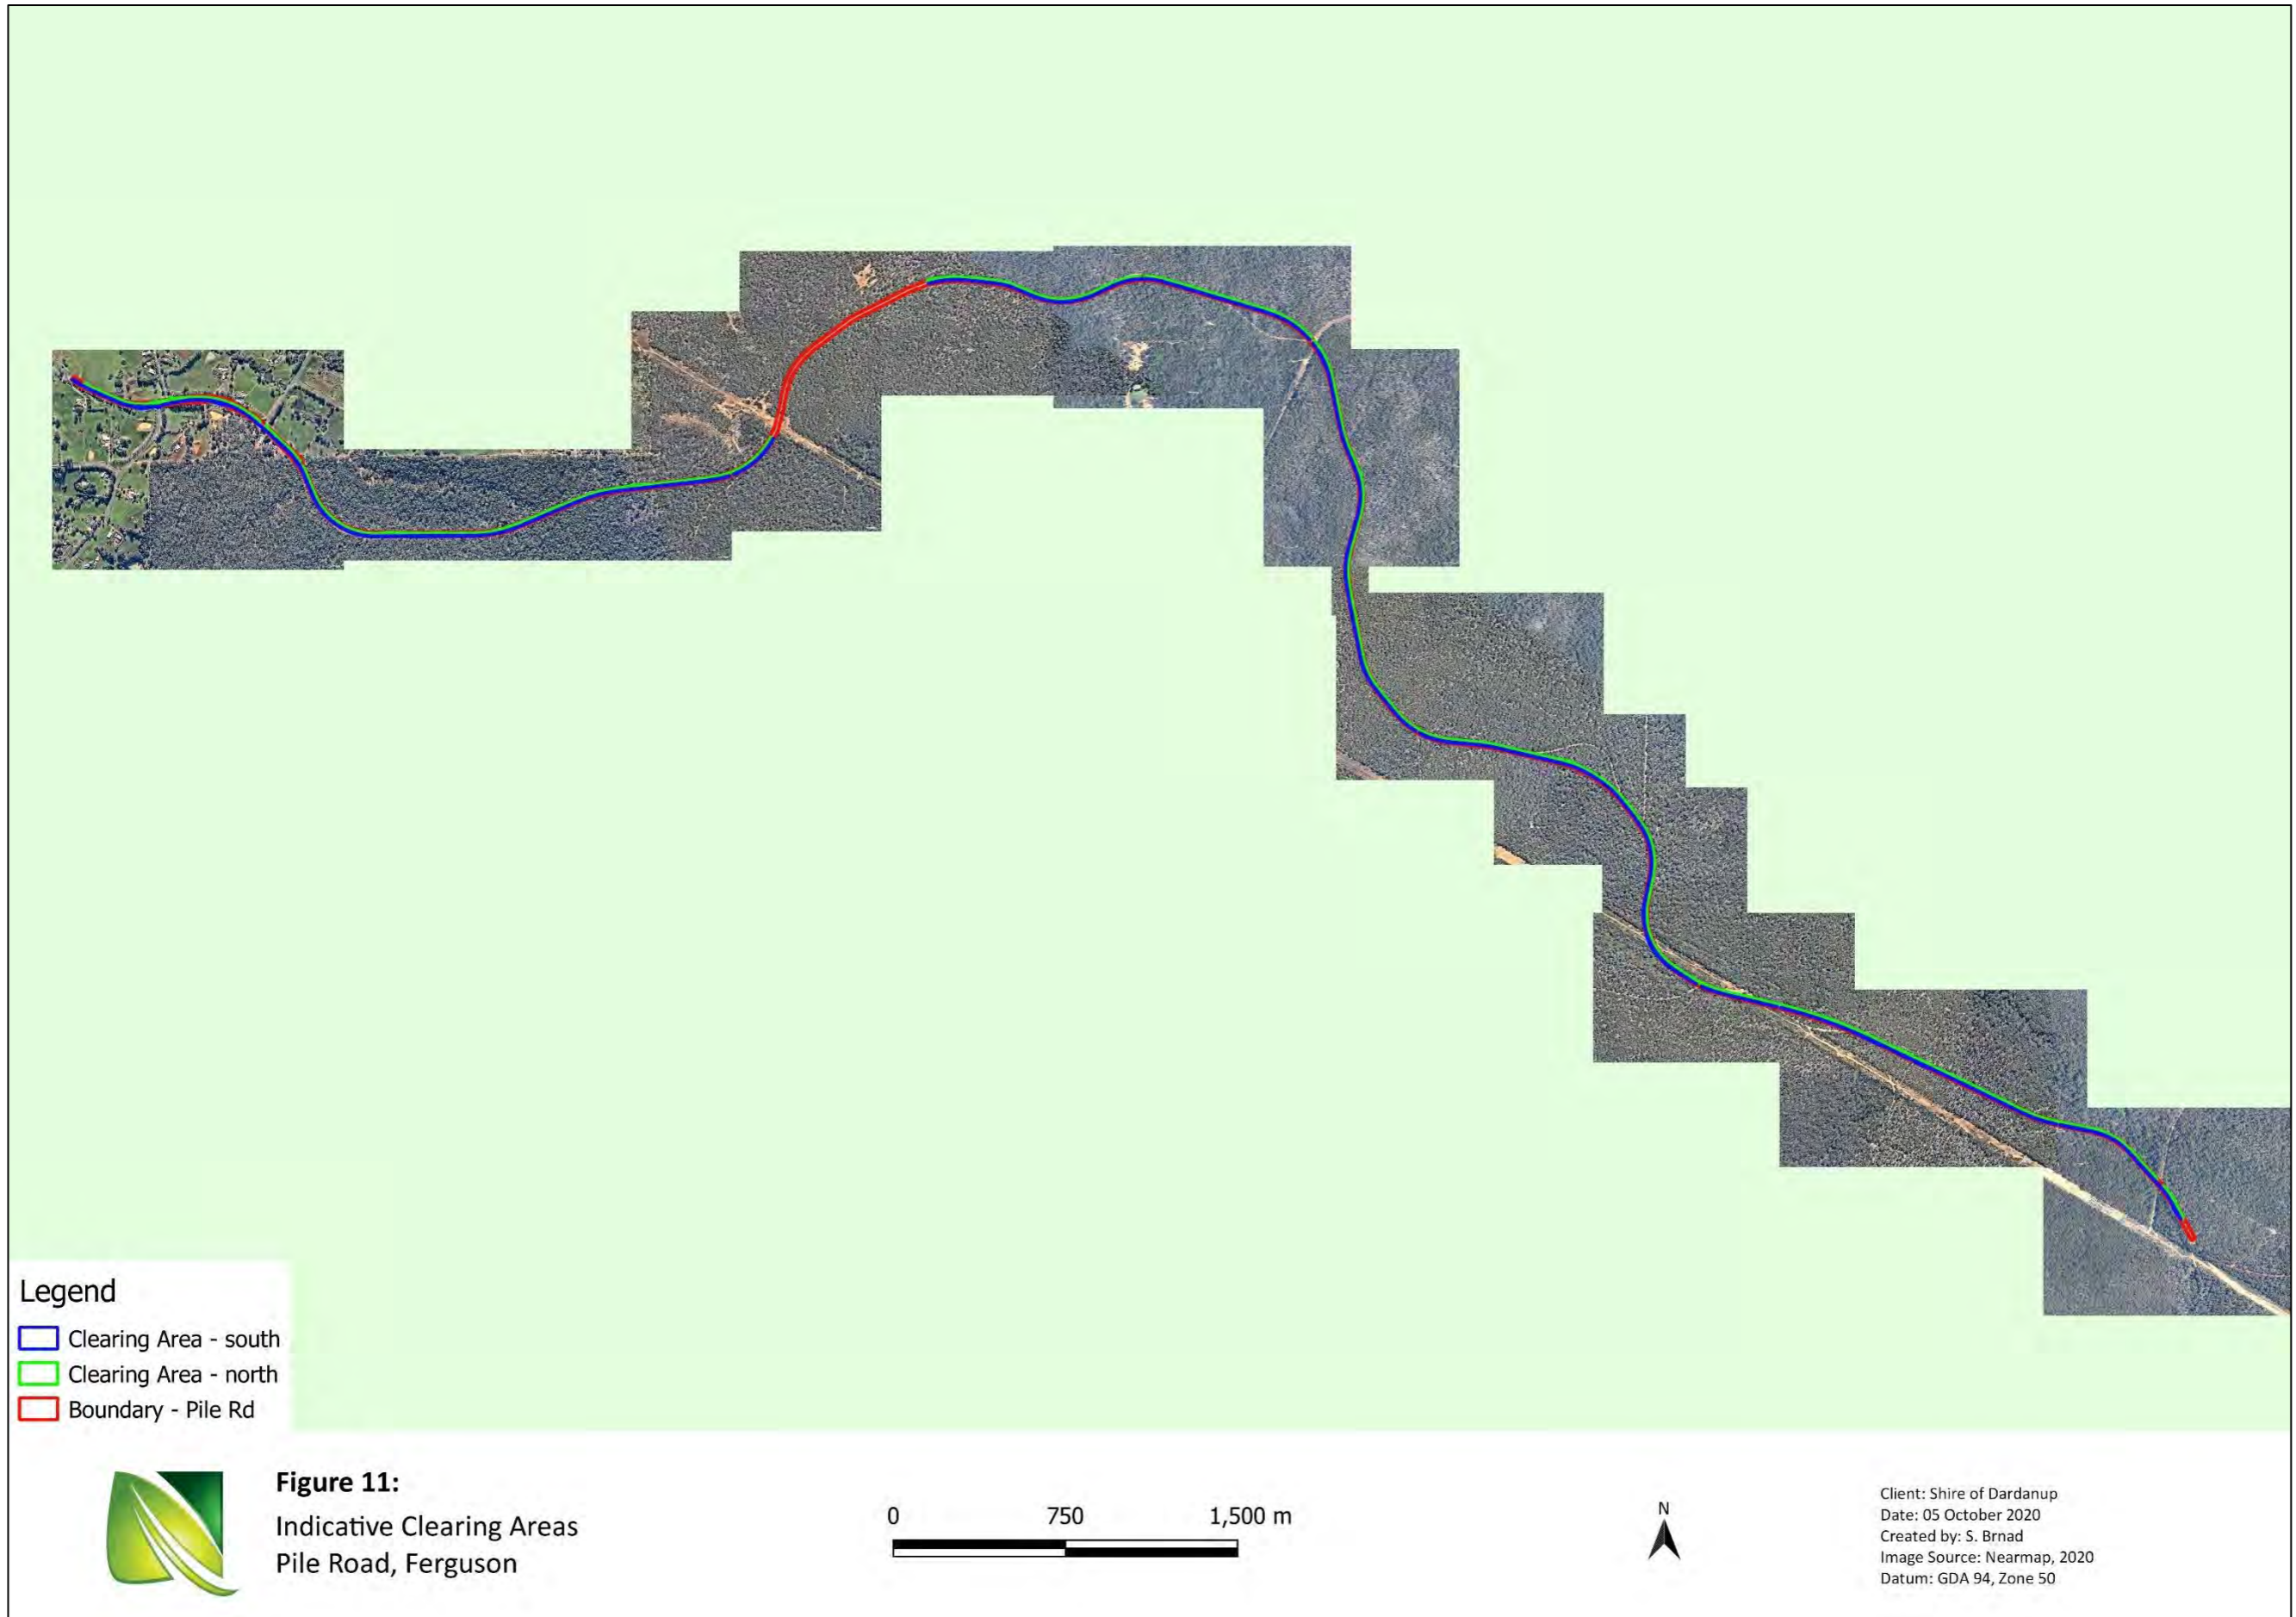 Legend
Clearing Area - south
Clearing Area - north
Boundary - Pile Rd
Figure 11:
Indicative Clearing Areas
Pile Road, Ferguson
0 750 1,500 m
N
Client: Shire of Dardanup
Date: 05 October 2020
Created by: S. Brnad
Image Source: Nearmap, 2020
Datum: GDA 94, Zone 50